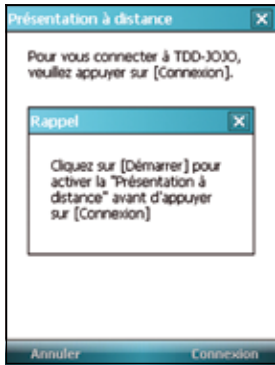 Présentation à distance
Pour vous connecter à TDD-JOJO,
veuillez appuyer sur [Connexion].
Rappel
Cliquez sur [Démarrer] pour
activer la "Présentation à
distance" avant d'appuyer
sur [Connexion]
Annuler Connexion